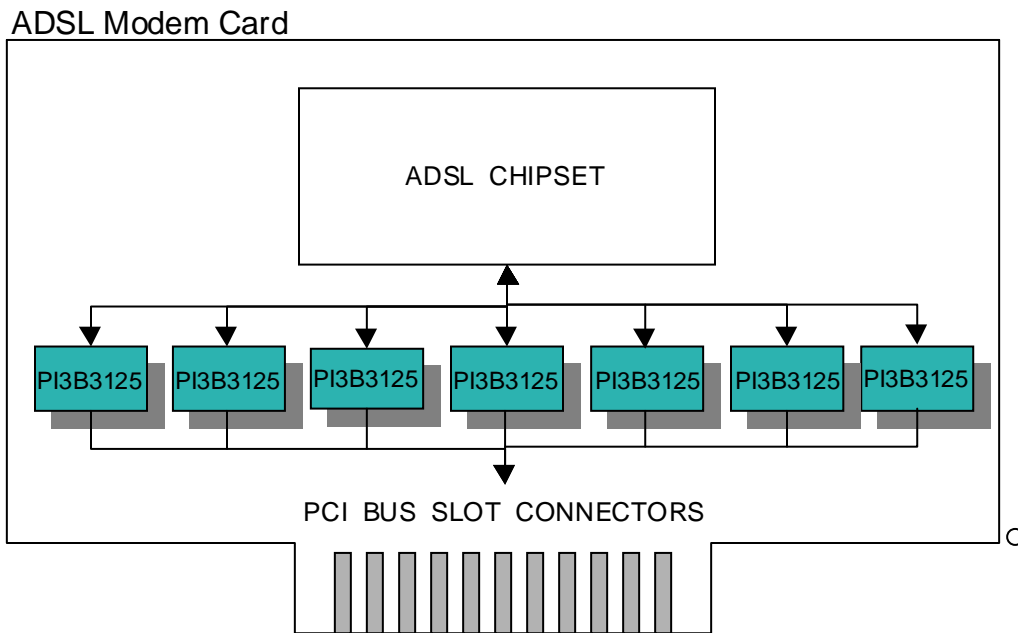 ADSL Modem Card
ADSL CHIPSET
PI3B3125 PI3B3125 PI3B3125 PI3B3125 PI3B3125 PI3B3125 PI3B3125
PCI BUS SLOT CONNECTORS